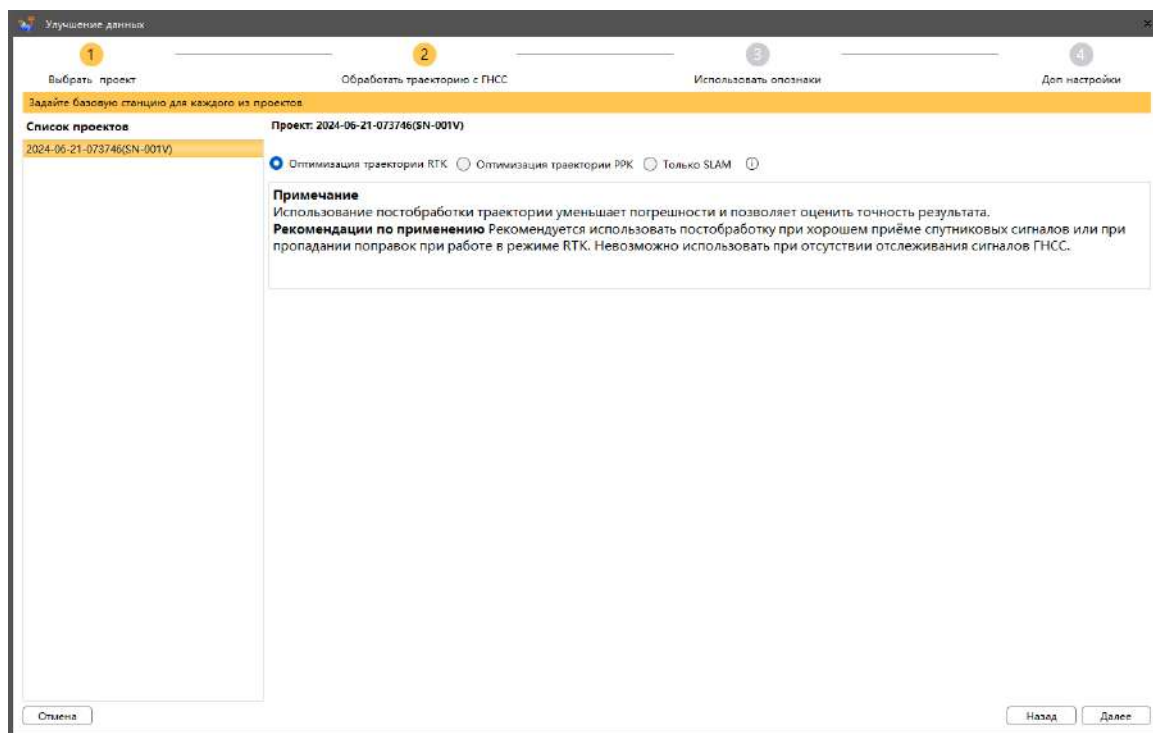 Улучшение данных
1
2
3
4
Выбрать проект
Обработать траекторию с ГНСС
Использовать опознаки
Доп настройки
Задайте базовую станцию для каждого из проектов
Список проектов
Проект: 2024-06-21-073746(SN-001V)
2024-06-21-073746(SN-001V)
Оптимизация траектории RTK Оптимизация траектории PPK Только SLAM
Примечание
Использование постобработки траектории уменьшает погрешности и позволяет оценить точность результата.
Рекомендации по применению Рекомендуется использовать постобработку при хорошем приёме спутниковых сигналов или при
пропадании поправок при работе в режиме RTK. Невозможно использовать при отсутствии отслеживания сигналов ГНСС.
Отмена
Назад
Далее